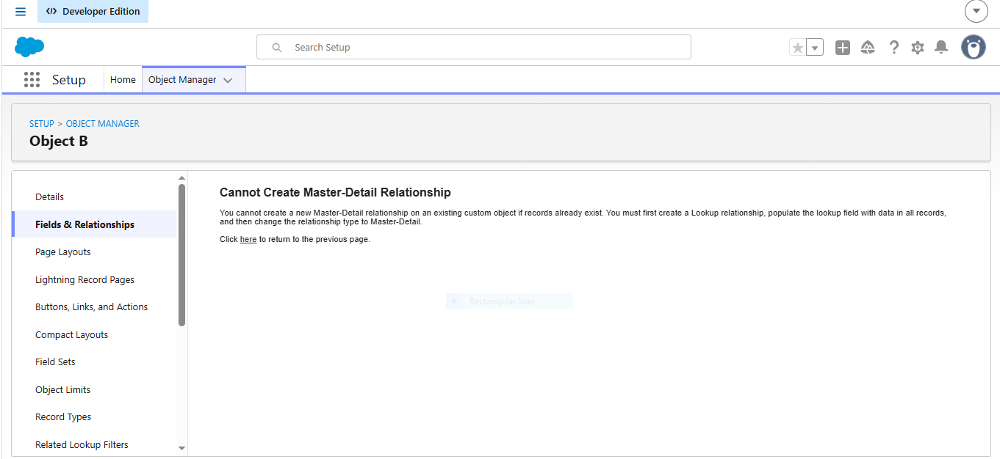 Developer Edition
Search Setup
Setup
Home
Object Manager
SETUP > OBJECT MANAGER
Object B
Details
Fields & Relationships
Page Layouts
Lightning Record Pages
Buttons, Links, and Actions
Compact Layouts
Field Sets
Object Limits
Record Types
Related Lookup Filters
Cannot Create Master-Detail Relationship
You cannot create a new Master-Detail relationship on an existing custom object if records already exist. You must first create a Lookup relationship, populate the lookup field with data in all records,
and then change the relationship type to Master-Detail.
Click here to return to the previous page.
Rectangular Snip